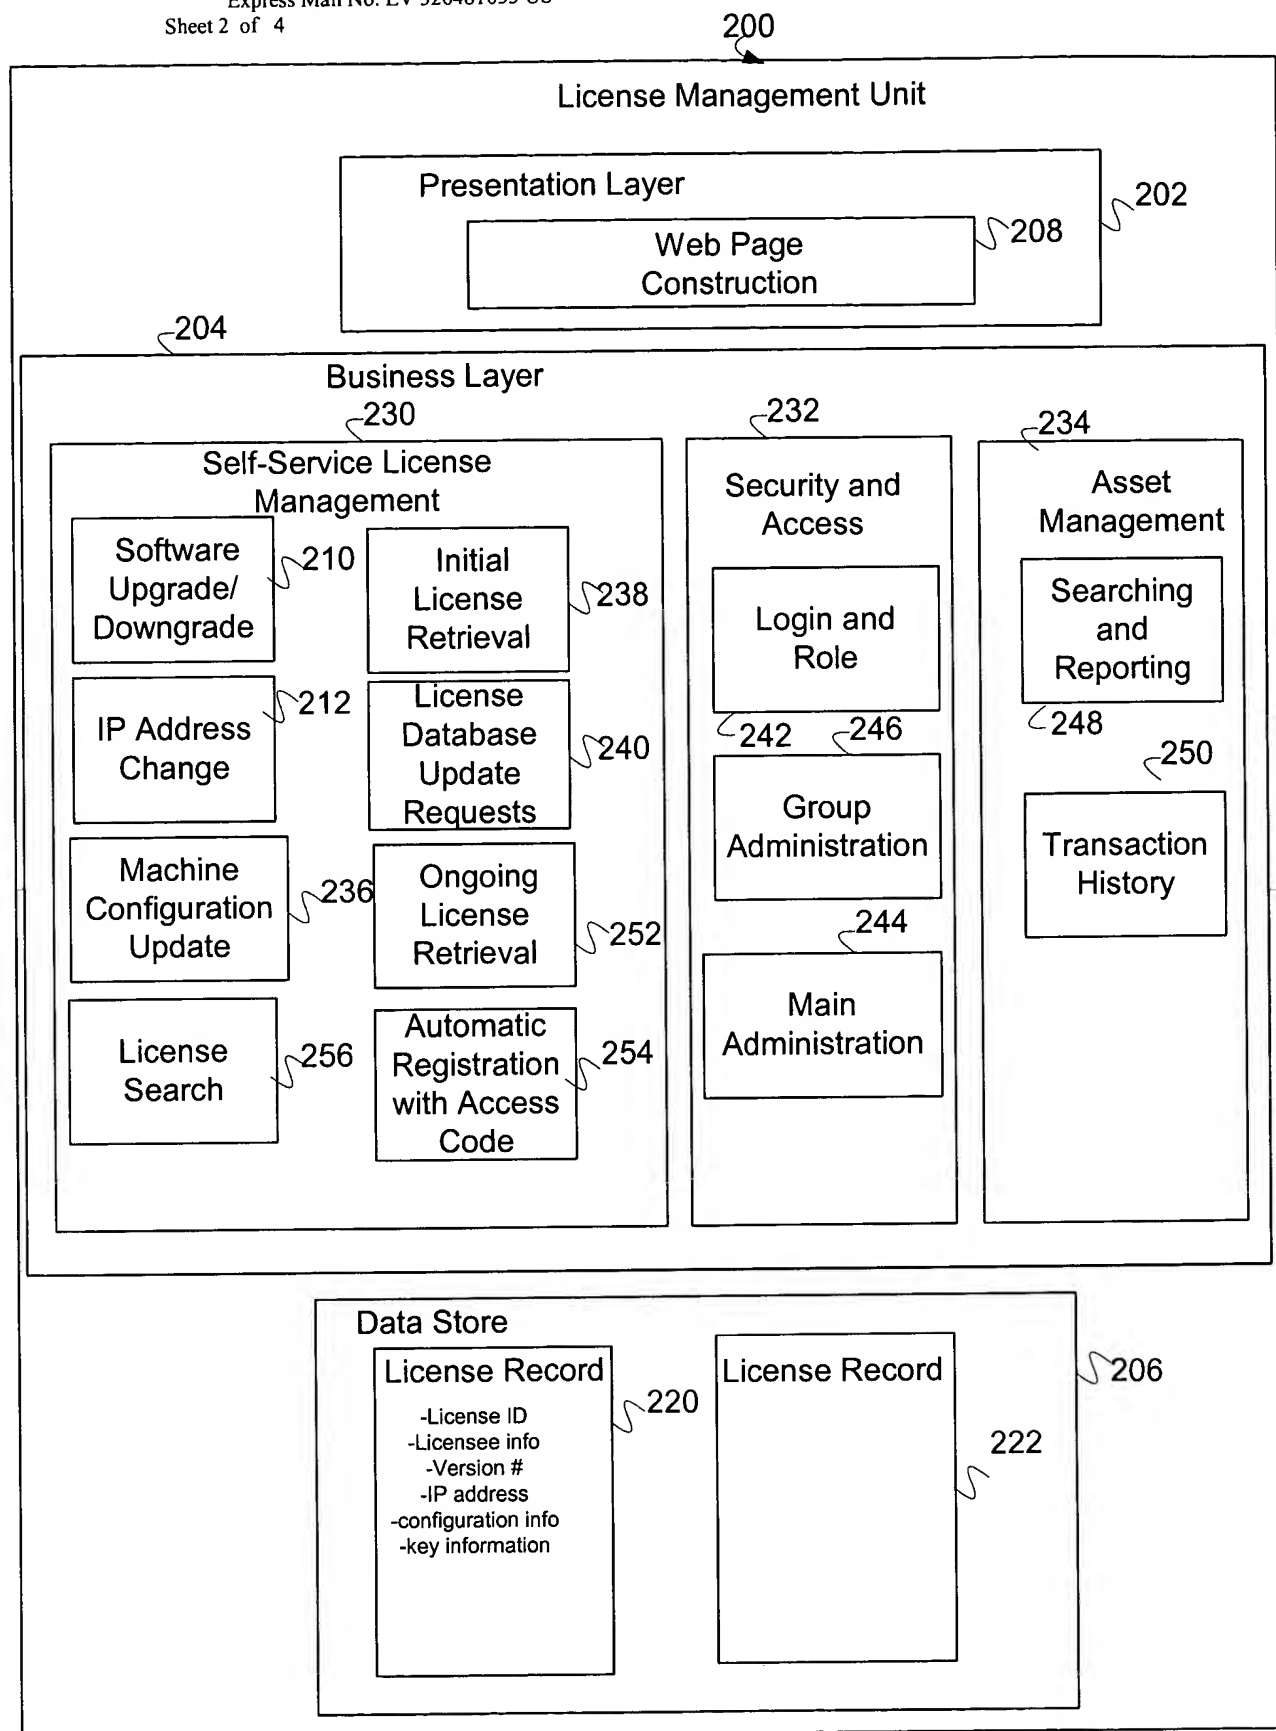 Sheet 2 of 4
200
License Management Unit
Presentation Layer
202
Web Page
Construction
208
204
Business Layer
230
Self-Service License
Management
Software
Upgrade/
Downgrade
210
Initial
License
Retrieval
238
IP Address
Change
212
License
Database
Update
Requests
240
Machine
Configuration
Update
236
Ongoing
License
Retrieval
252
License
Search
256
Automatic
Registration
with Access
Code
254
232
Security and
Access
Login and
Role
242
246
Group
Administration
244
Main
Administration
234
Asset
Management
Searching
and
Reporting
248
250
Transaction
History
Data Store
206
License Record
-License ID
-Licensee info
-Version #
-IP address
-configuration info
-key information
220
License Record
222